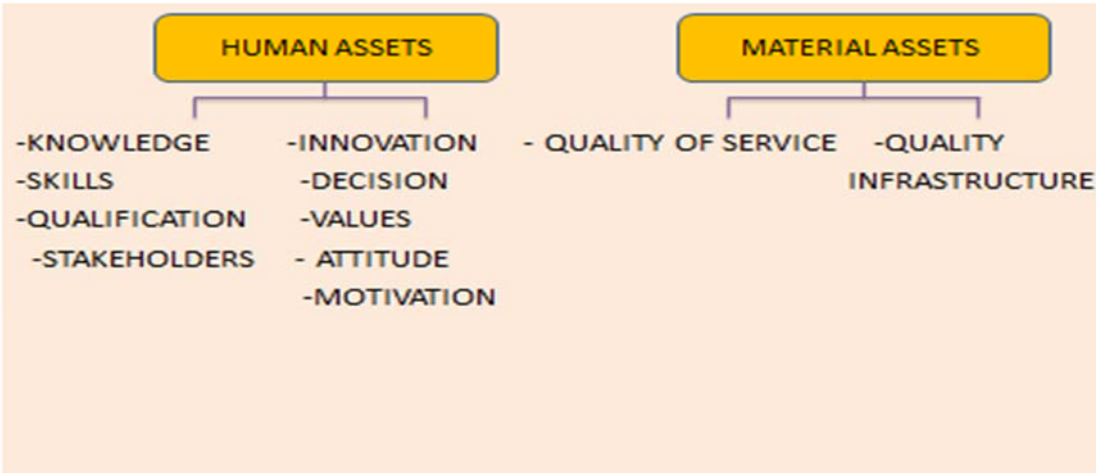 HUMAN ASSETS
-KNOWLEDGE
-SKILLS
-QUALIFICATION
-STAKEHOLDERS
-INNOVATION
-DECISION
-VALUES
- ATTITUDE
-MOTIVATION
MATERIAL ASSETS
- QUALITY OF SERVICE
-QUALITY
INFRASTRUCTURE